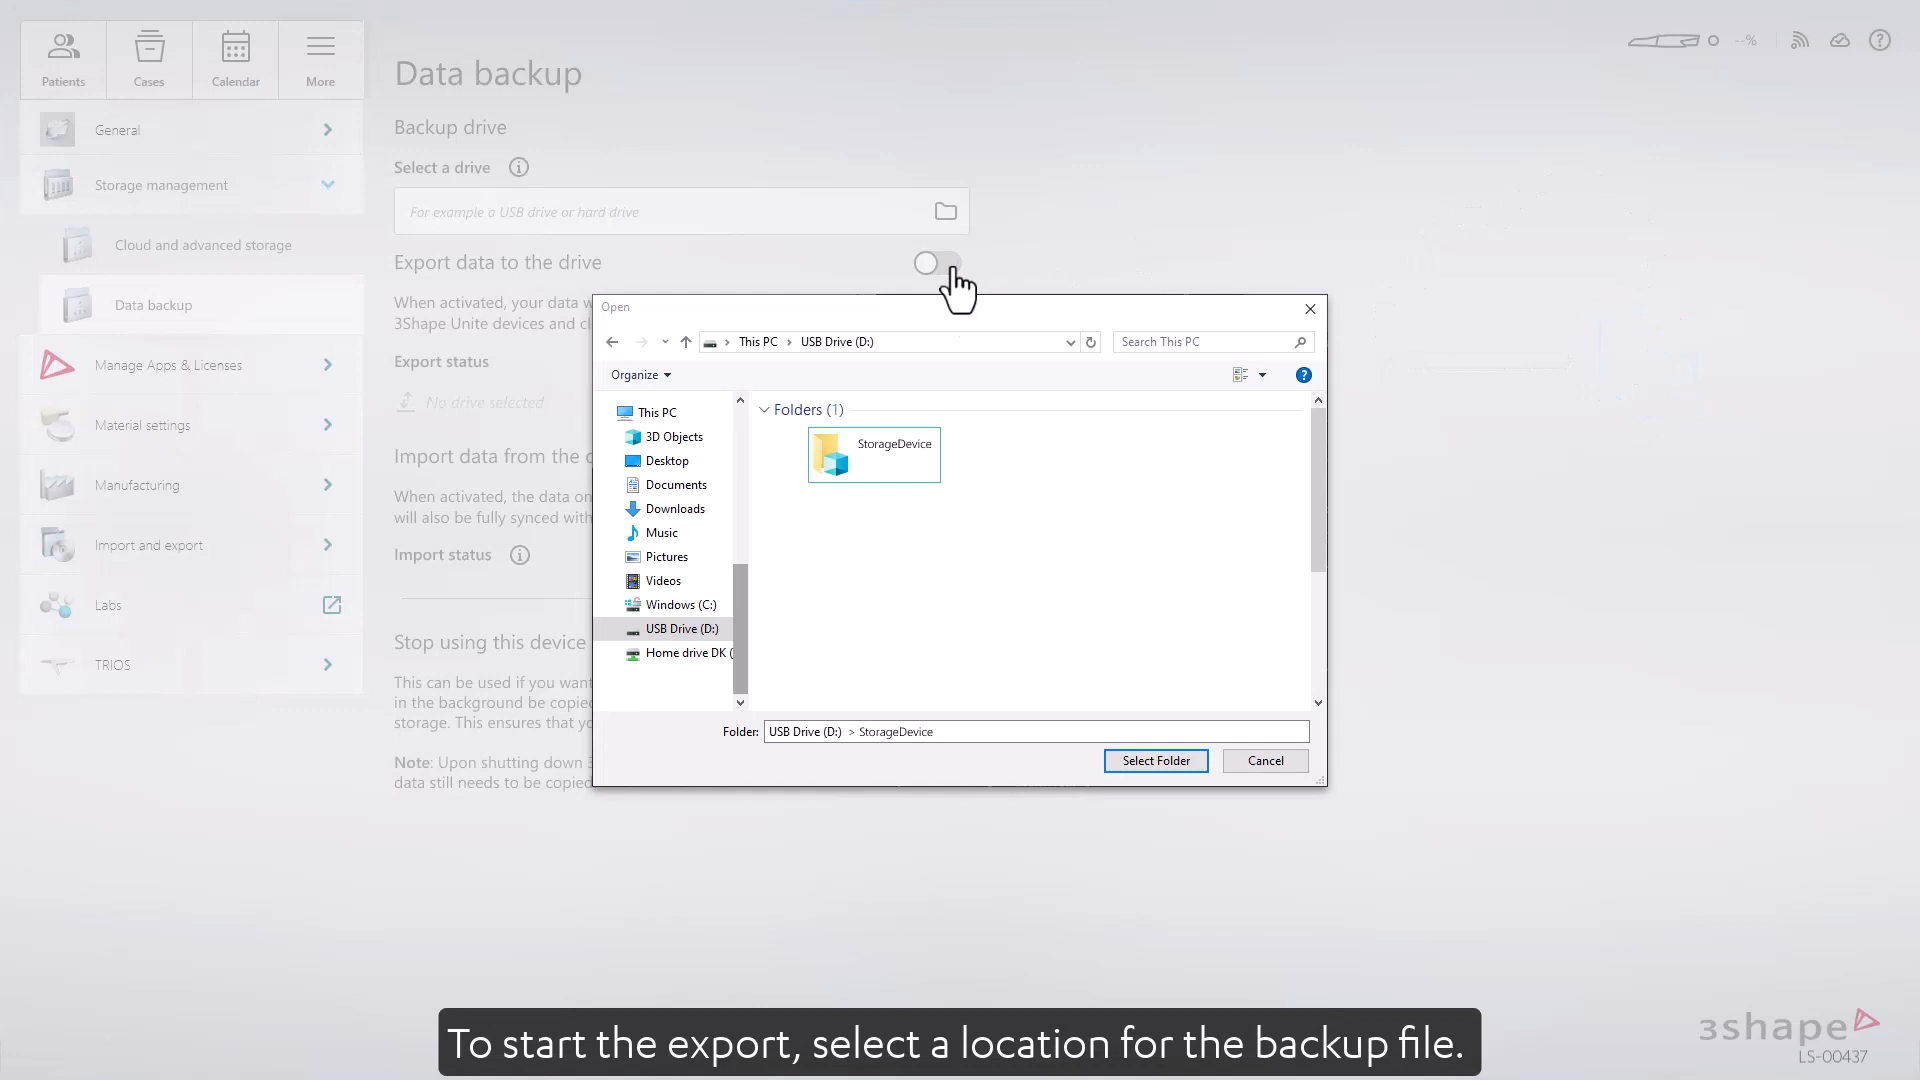 Patients
Cases
Calendar
More
--%
General
Storage management
Cloud and advanced storage
Data backup
Manage Apps & Licenses
Material settings
Manufacturing
Import and export
Labs
TRIOS
Data backup
Backup drive
Select a drive
For example a USB drive or hard drive
Export data to the drive
When activated, your data w
3Shape Unite devices and cl
Export status
No drive selected
Import data from the d
When activated, the data on
will also be fully synced with
Import status
Stop using this device
This can be used if you want
in the background be copied
storage. This ensures that yo
Note: Upon shutting down 3
data still needs to be copied
Open
This PC > USB Drive (D:)
Search This PC
Organize
This PC
3D Objects
Desktop
Documents
Downloads
Music
Pictures
Videos
Windows (C:)
USB Drive (D:)
Home drive DK (
Folders (1)
StorageDevice
Folder: USB Drive (D:) > StorageDevice
Select Folder
Cancel
To start the export, select a location for the backup file.
3shape
LS-00437